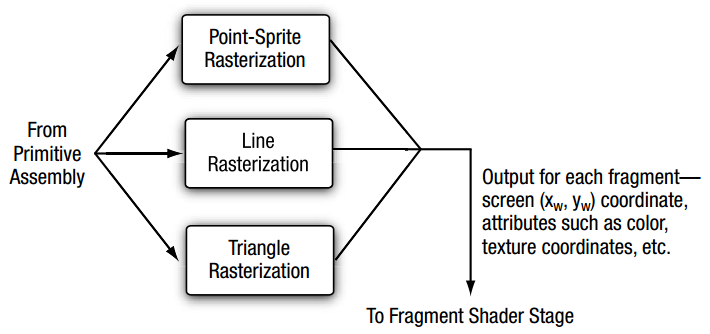 Point-Sprite
Rasterization
From
Primitive
Assembly
Line
Rasterization
Triangle
Rasterization
Output for each fragment—
screen (xw, yw) coordinate,
attributes such as color,
texture coordinates, etc.
To Fragment Shader Stage